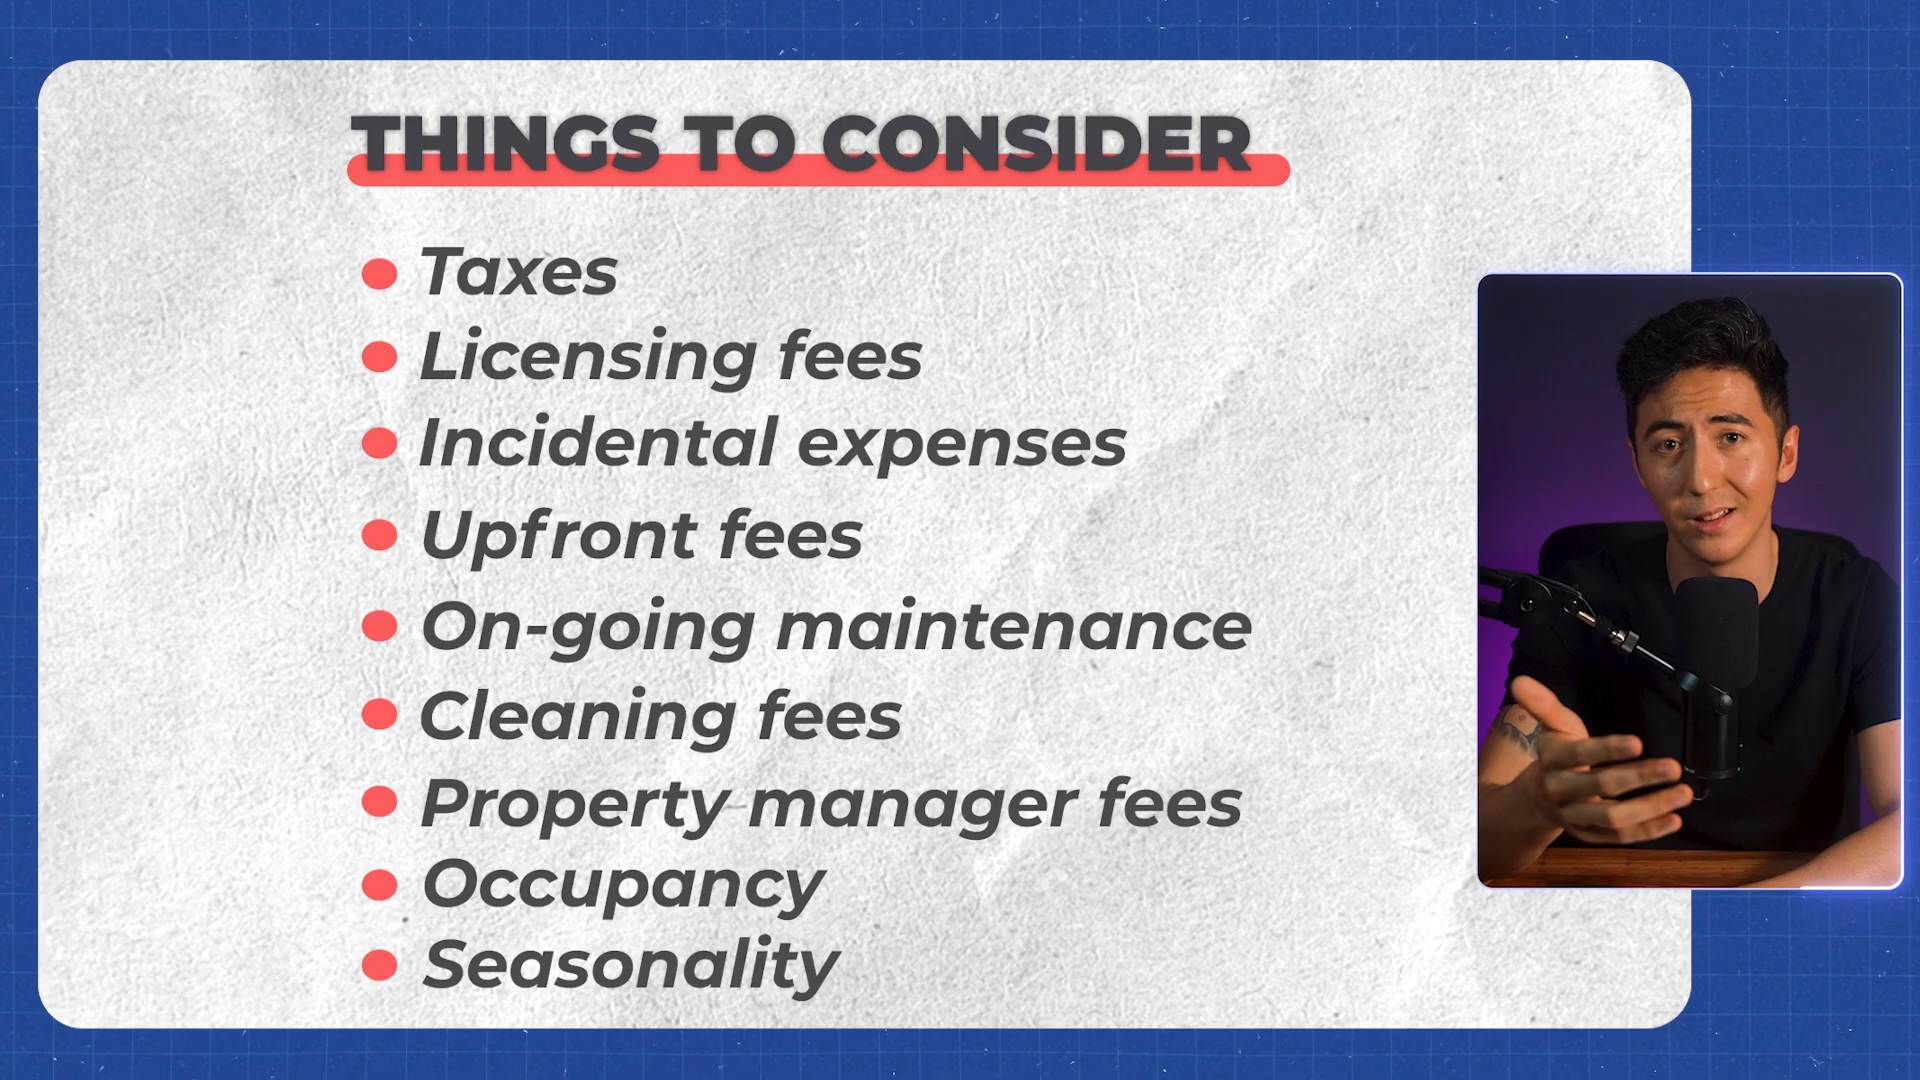 THINGS TO CONSIDER
Taxes
Licensing fees
Incidental expenses
Upfront fees
On-going maintenance
Cleaning fees
Property manager fees
Occupancy
Seasonality